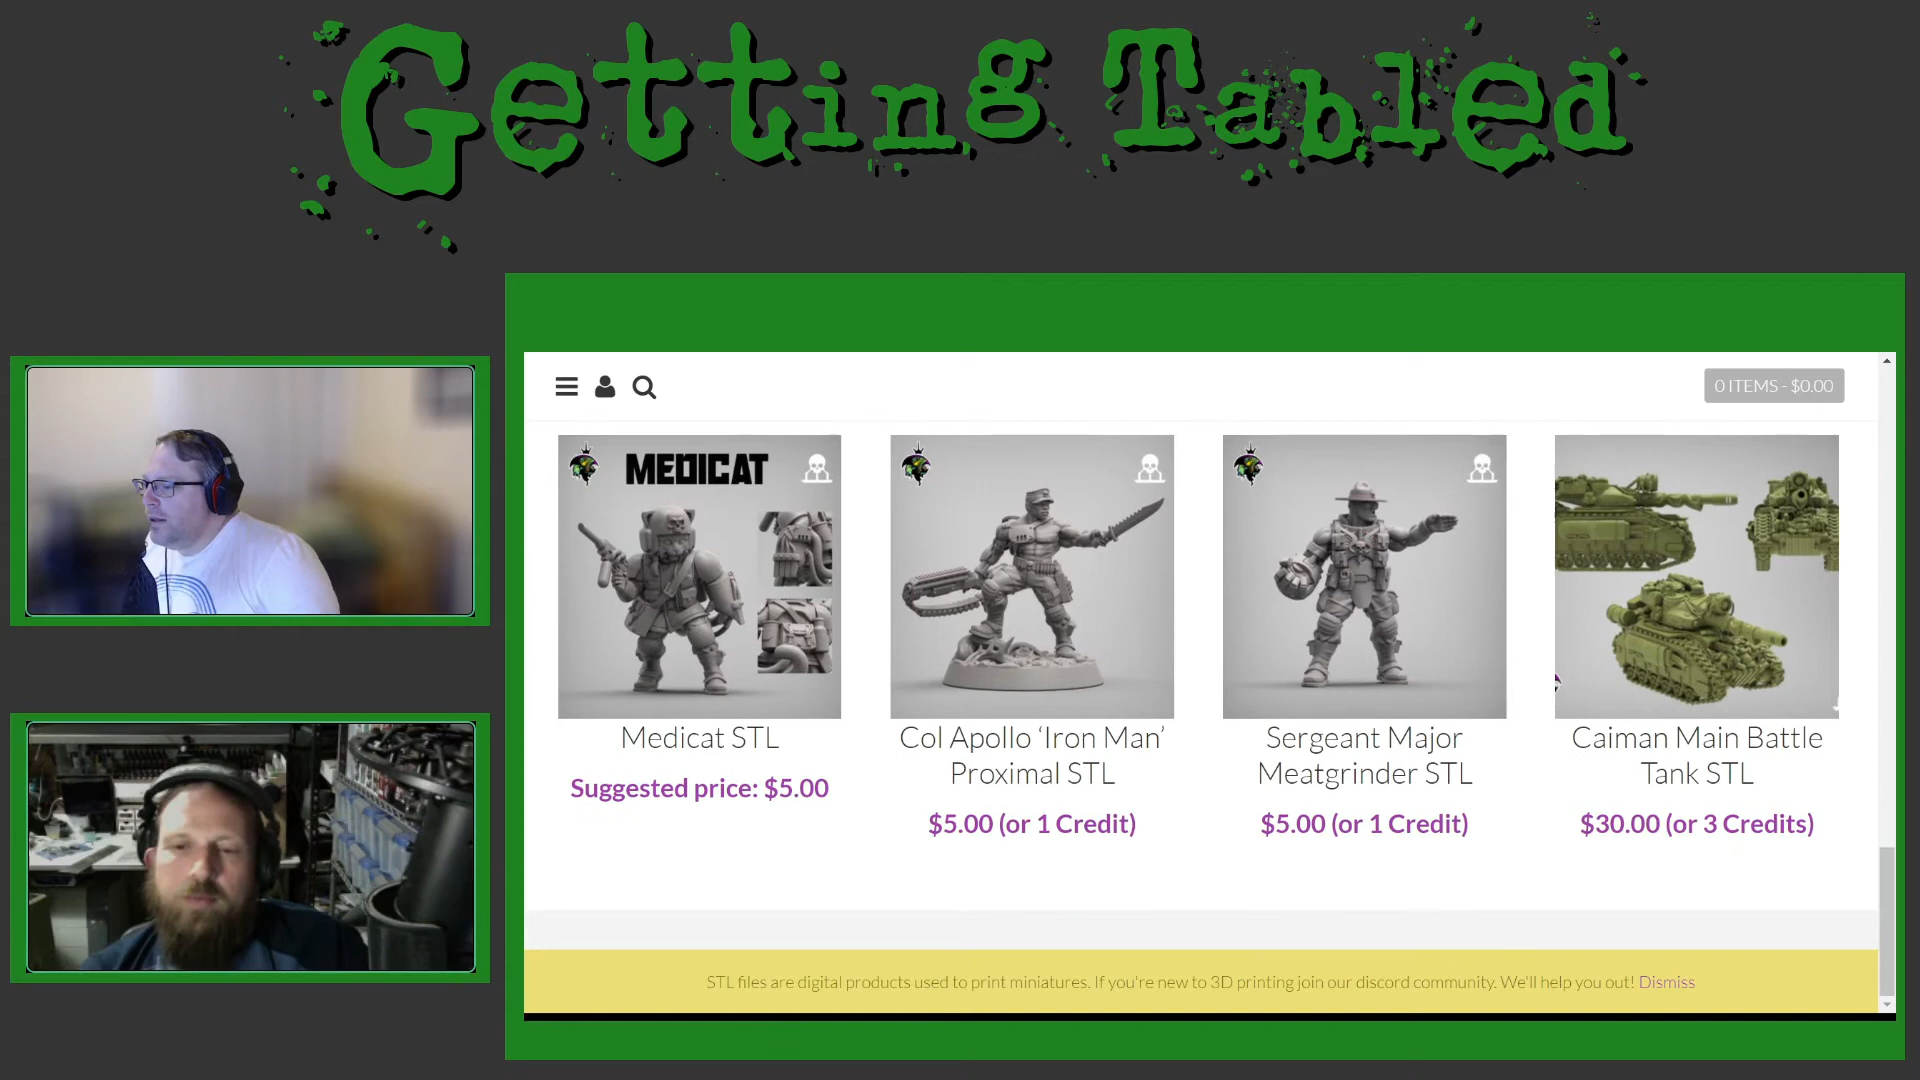 Getting Tabled
0 ITEMS - $0.00
MEDICAT
Medicat STL
Suggested price: $5.00
Col Apollo ‘Iron Man’
Proximal STL
$5.00 (or 1 Credit)
Sergeant Major
Meatgrinder STL
$5.00 (or 1 Credit)
Caiman Main Battle
Tank STL
$30.00 (or 3 Credits)
STL files are digital products used to print miniatures. If you're new to 3D printing join our discord community. We'll help you out! Dismiss